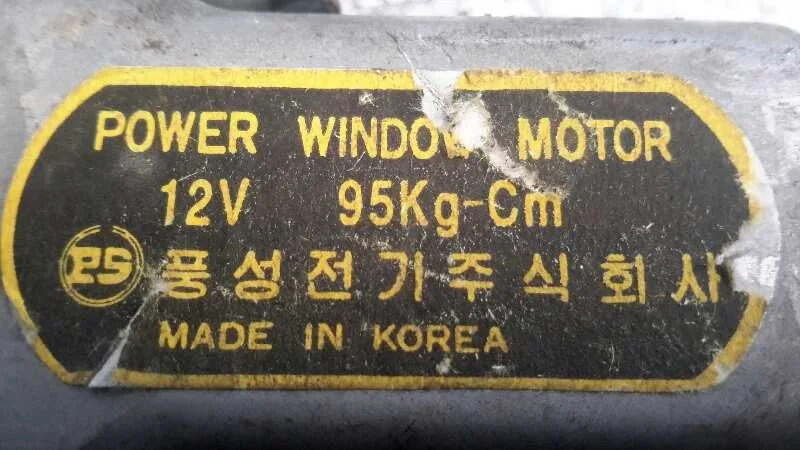 POWER WINDOW MOTOR
12V 95Kg-Cm
PS 풍성전기주식회사
MADE IN KOREA